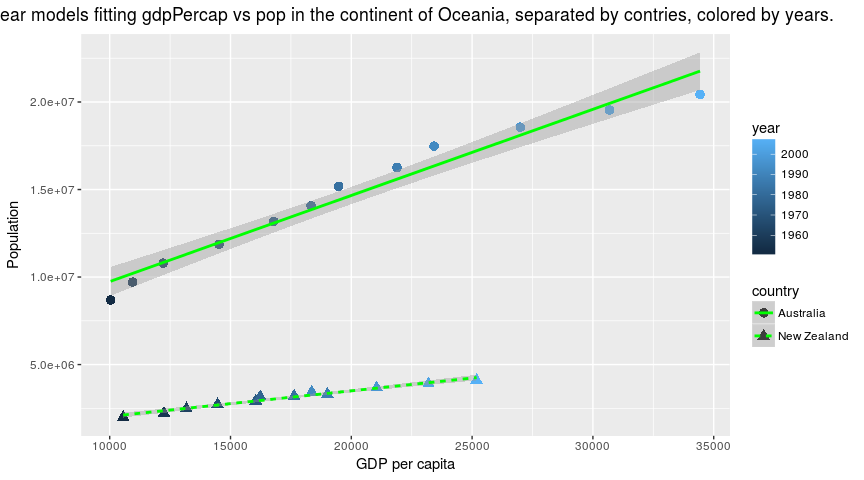 ear models fitting gdpPercap vs pop in the continent of Oceania, separated by contries, colored by years.
2.0e+07
1.5e+07
1.0e+07
5.0e+06
Population
10000 15000 20000 25000 30000 35000
GDP per capita
year
2000
1990
1980
1970
1960
country
Australia
New Zealand